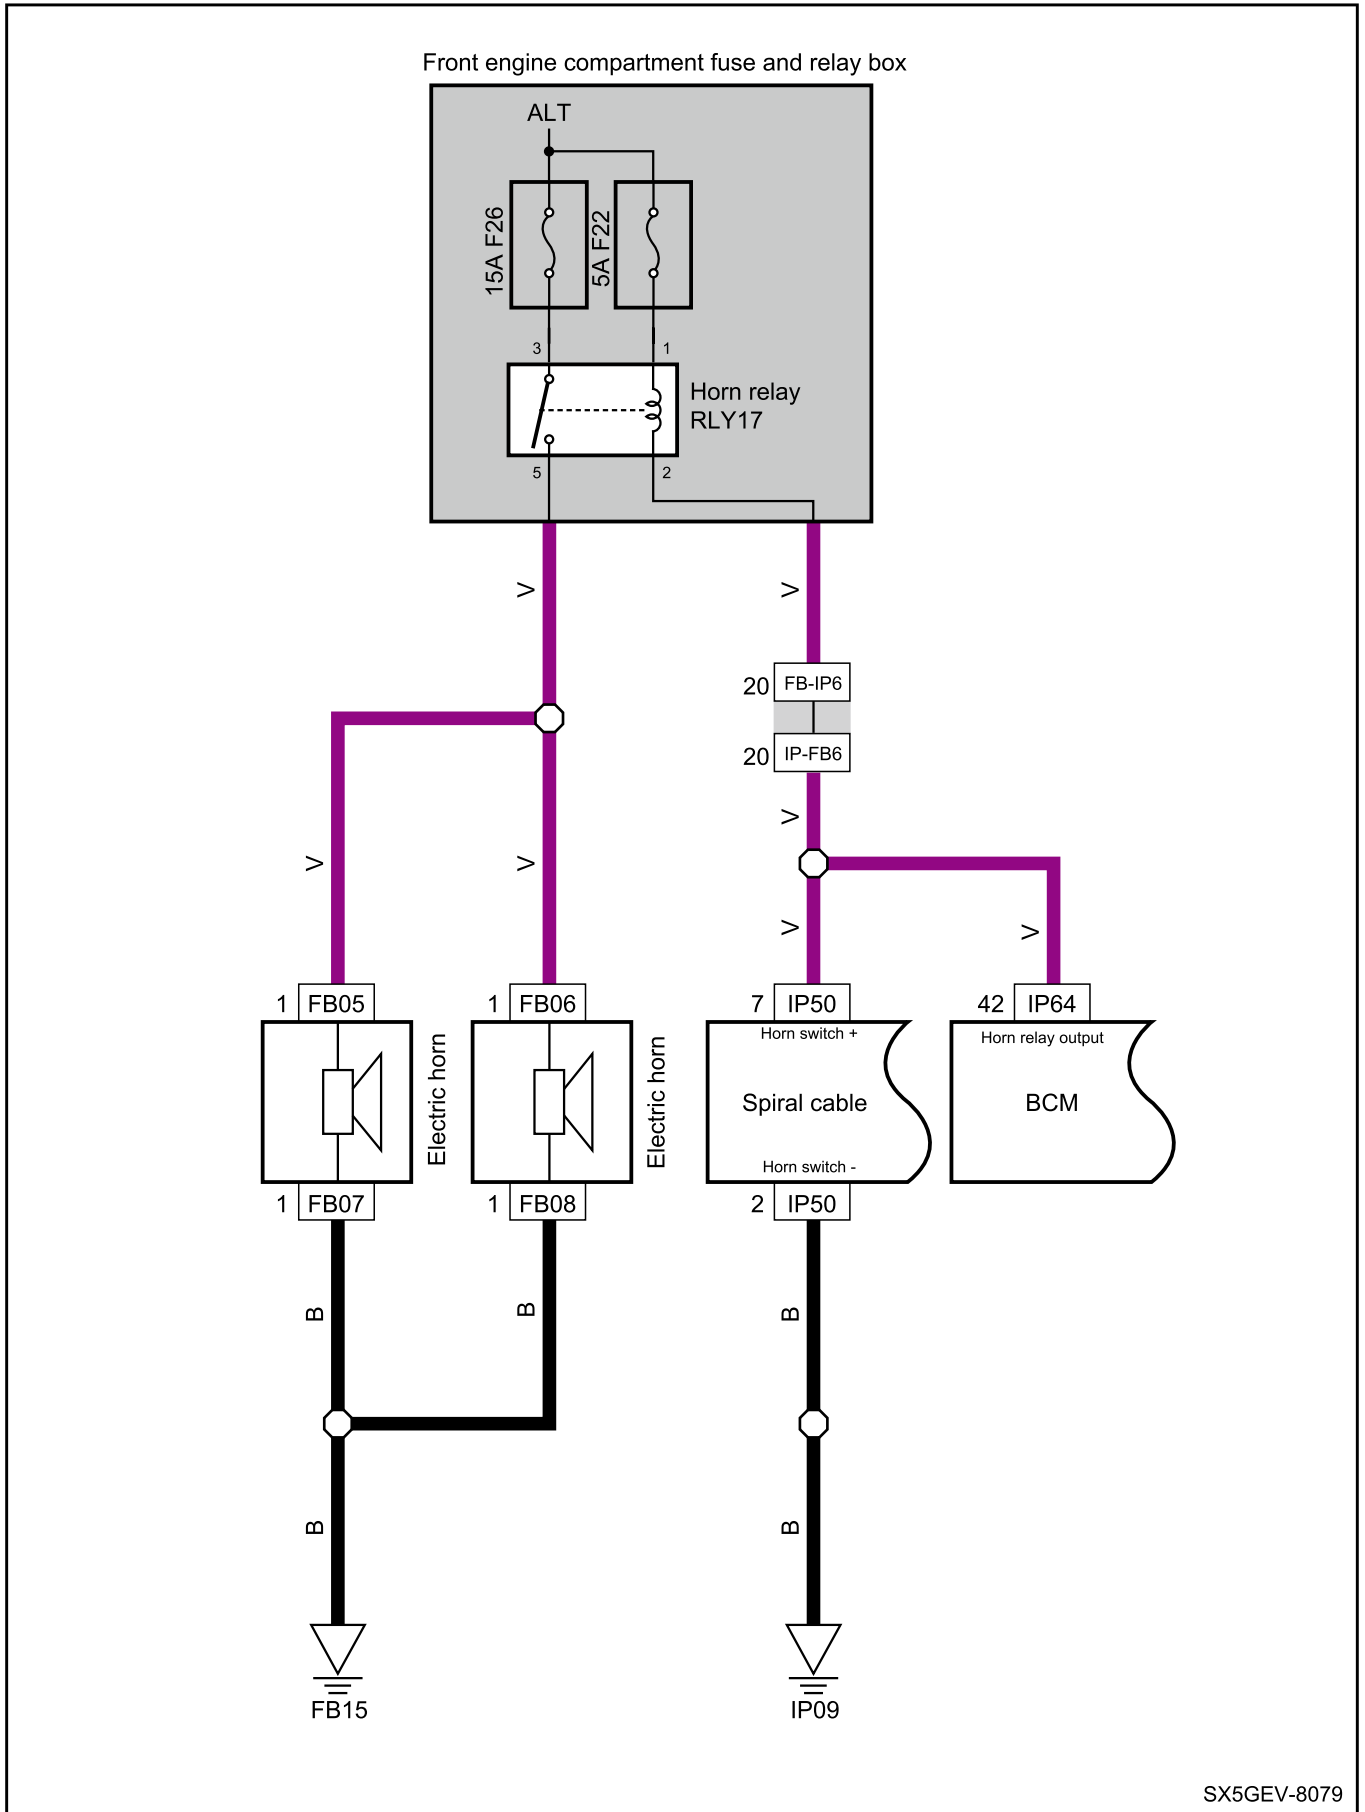 Front engine compartment fuse and relay box
ALT
15A F26
5A F22
3
1
Horn relay
RLY17
5
2
V
V
20
FB-IP6
20
IP-FB6
V
V
V
V
V
1
FB05
1
FB06
7
IP50
42
IP64
Horn switch +
Horn relay output
Electric horn
Electric horn
Spiral cable
BCM
Horn switch -
1
FB07
1
FB08
2
IP50
B
B
B
B
B
FB15
IP09
SX5GEV-8079